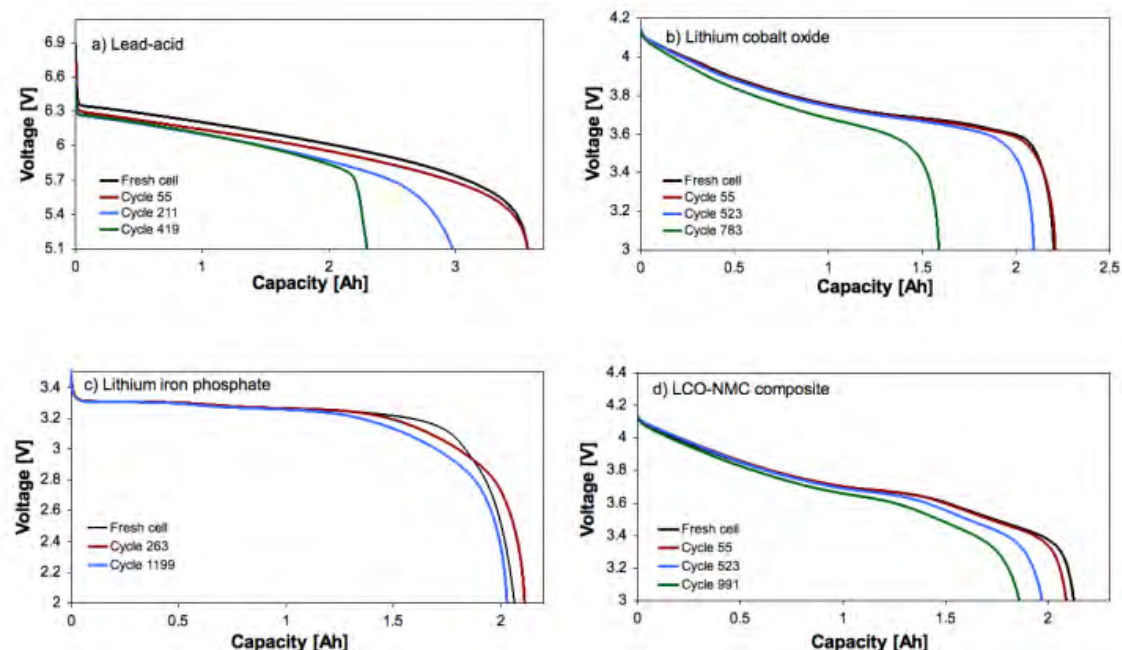 a) Lead-acid
Voltage [V]
6.9
6.6
6.3
6
5.7
5.4
5.1
Fresh cell
Cycle 55
Cycle 211
Cycle 419
0 1 2 3
Capacity [Ah]
b) Lithium cobalt oxide
Voltage [V]
4.2
4
3.8
3.6
3.4
3.2
3
Fresh cell
Cycle 55
Cycle 523
Cycle 783
0 0.5 1 1.5 2 2.5
Capacity [Ah]
c) Lithium iron phosphate
Voltage [V]
3.4
3.2
3
2.8
2.6
2.4
2.2
2
Fresh cell
Cycle 263
Cycle 1199
0 0.5 1 1.5 2
Capacity [Ah]
d) LCO-NMC composite
Voltage [V]
4.4
4.2
4
3.8
3.6
3.4
3.2
3
Fresh cell
Cycle 55
Cycle 523
Cycle 991
0 0.5 1 1.5 2
Capacity [Ah]